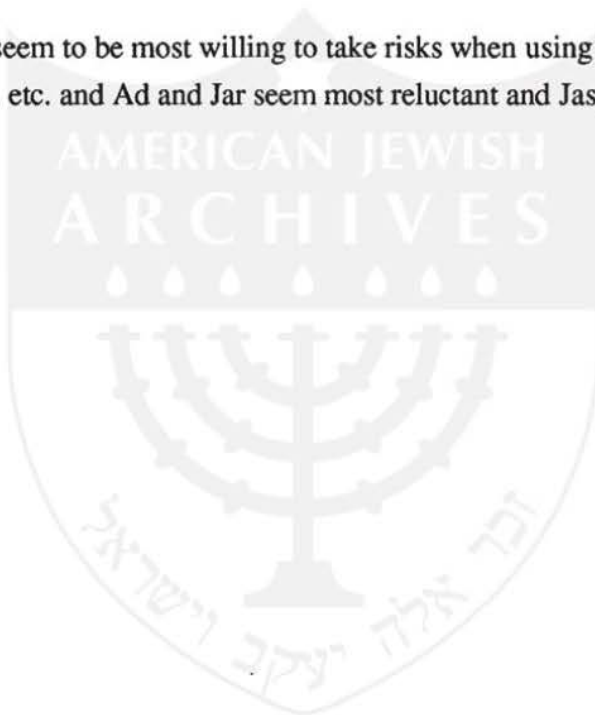 seem to be most willing to take risks when using
etc. and Ad and Jar seem most reluctant and Jas
AMERICAN JEWISH
ARCHIVES
זכר אלה יעקב וישראל